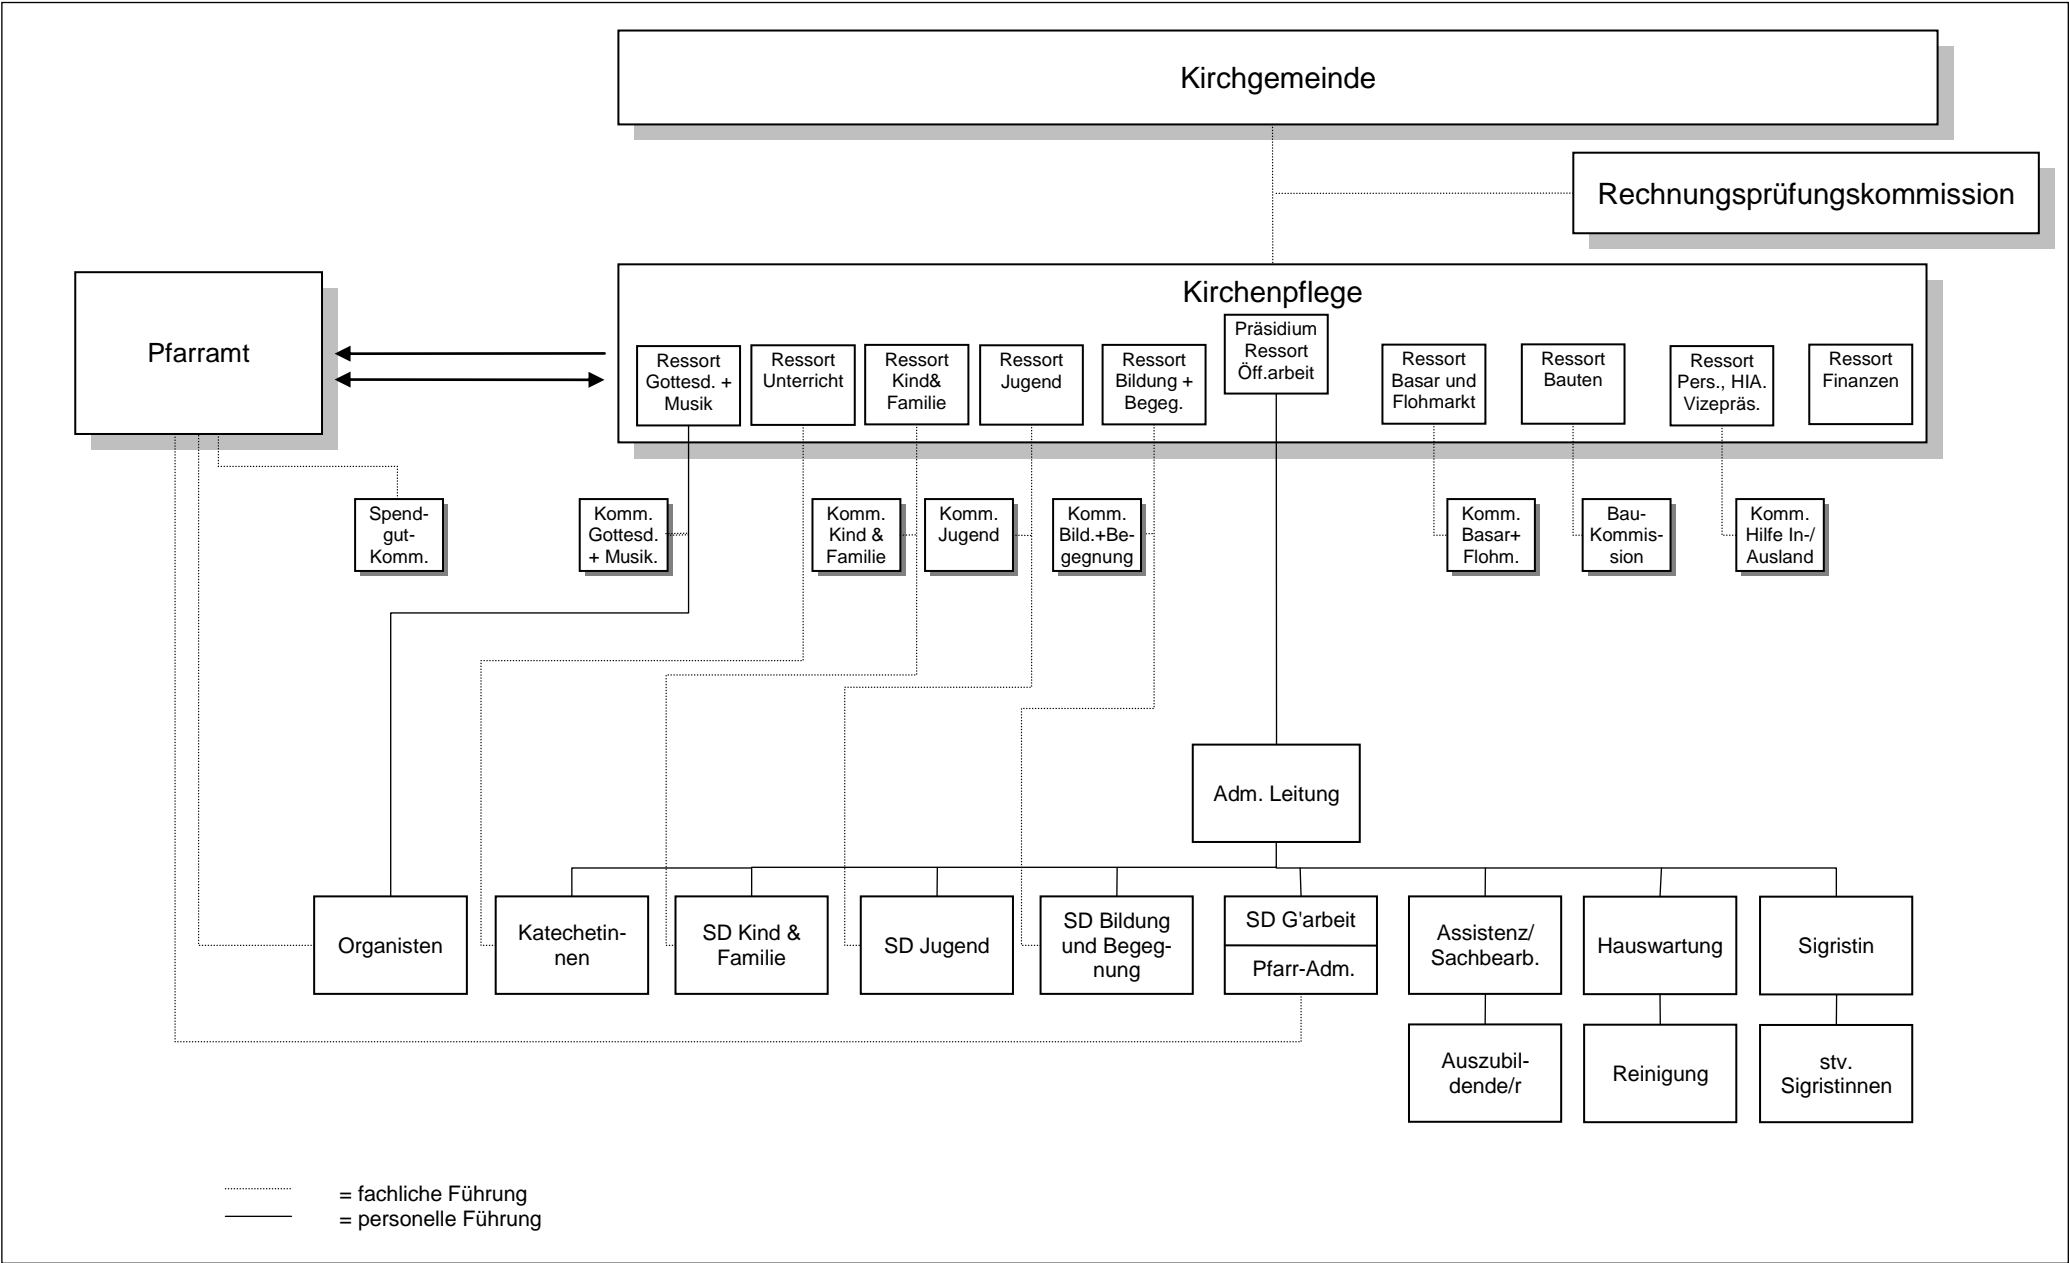 Kirchgemeinde
Rechnungsprüfungskommission
Pfarramt
Kirchenpflege
Ressort
Gottesd. +
Musik
Ressort
Unterricht
Ressort
Kind&
Familie
Ressort
Jugend
Ressort
Bildung +
Begeg.
Präsidium
Ressort
Öff.arbeit
Ressort
Basar und
Flohmarkt
Ressort
Bauten
Ressort
Pers., HIA.
Vizepräs.
Ressort
Finanzen
Spend-
gut-
Komm.
Komm.
Gottesd.
+ Musik.
Komm.
Kind &
Familie
Komm.
Jugend
Komm.
Bild.+Be-
gegnung
Komm.
Basar+
Flohm.
Bau-
Kommis-
sion
Komm.
Hilfe In-/
Ausland
Adm. Leitung
Organisten
Katechetin-
nen
SD Kind &
Familie
SD Jugend
SD Bildung
und Begeg-
nung
SD G'arbeit
Pfarr-Adm.
Assistenz/
Sachbearb.
Hauswartung
Sigristin
Auszubil-
dende/r
Reinigung
stv.
Sigristinnen
= fachliche Führung
= personelle Führung